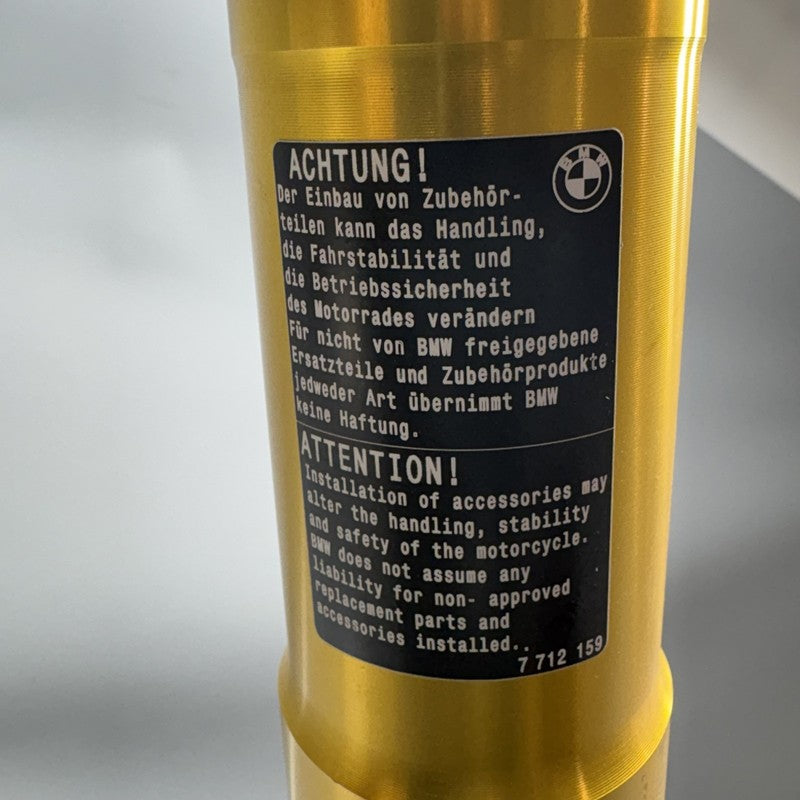 ACHTUNG!
BMW
Der Einbau von Zubehör-
teilen kann das Handling,
die Fahrstabilität und
die Betriebssicherheit
des Motorrades verändern
Für nicht von BMW freigegebene
Ersatzteile und Zubehörprodukte
jedweder Art übernimmt BMW
keine Haftung.
ATTENTION!
Installation of accessories may
alter the handling, stability
and safety of the motorcycle.
BMW does not assume any
liability for non- approved
replacement parts and
accessories installed..
7 712 159